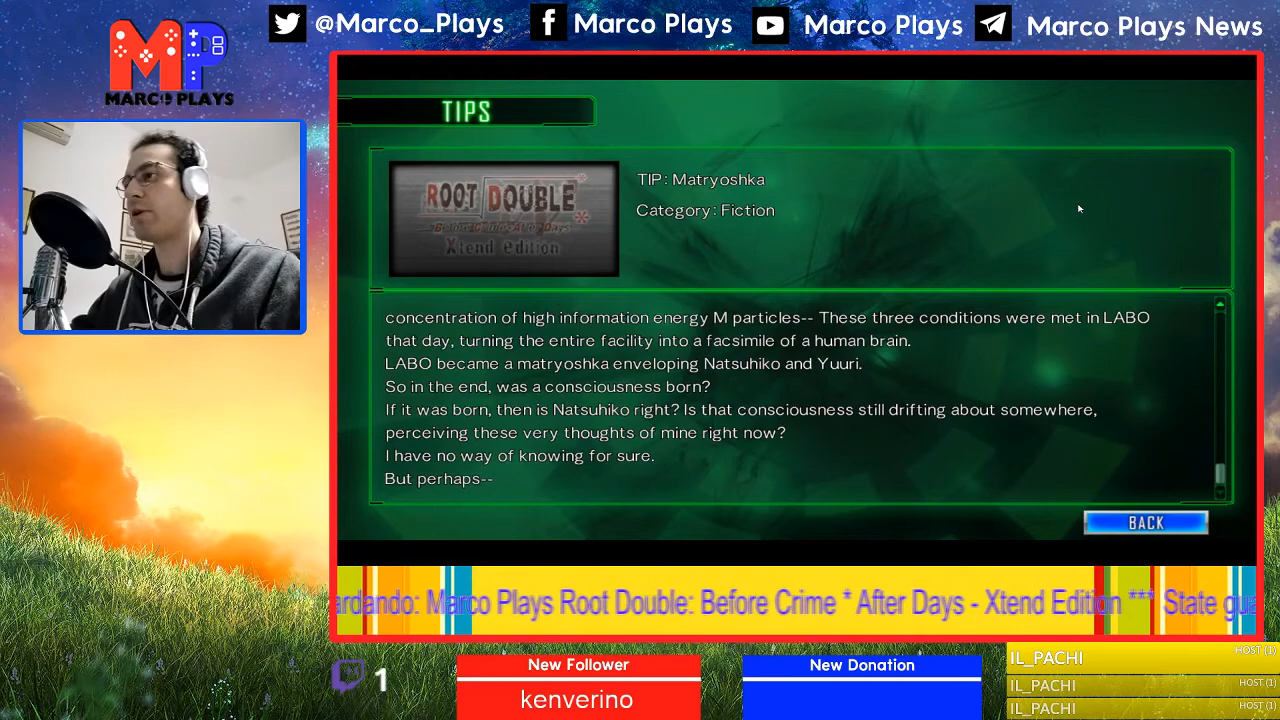 @Marco_Plays
Marco Plays
Marco Plays
Marco Plays News
MP
MARCO PLAYS
TIPS
ROOT DOUBLE
Xtend edition
TIP: Matryoshka
Category: Fiction
concentration of high information energy M particles-- These three conditions were met in LABO
that day, turning the entire facility into a facsimile of a human brain.
LABO became a matryoshka enveloping Natsuhiko and Yuuri.
So in the end, was a consciousness born?
If it was born, then is Natsuhiko right? Is that consciousness still drifting about somewhere,
perceiving these very thoughts of mine right now?
I have no way of knowing for sure.
But perhaps--
BACK
ardando: Marco Plays Root Double: Before Crime * After Days - Xtend Edition *** State gua
1
New Follower
kenverino
New Donation
IL_PACHI HOST (1)
IL_PACHI HOST (1)
IL_PACHI HOST (1)